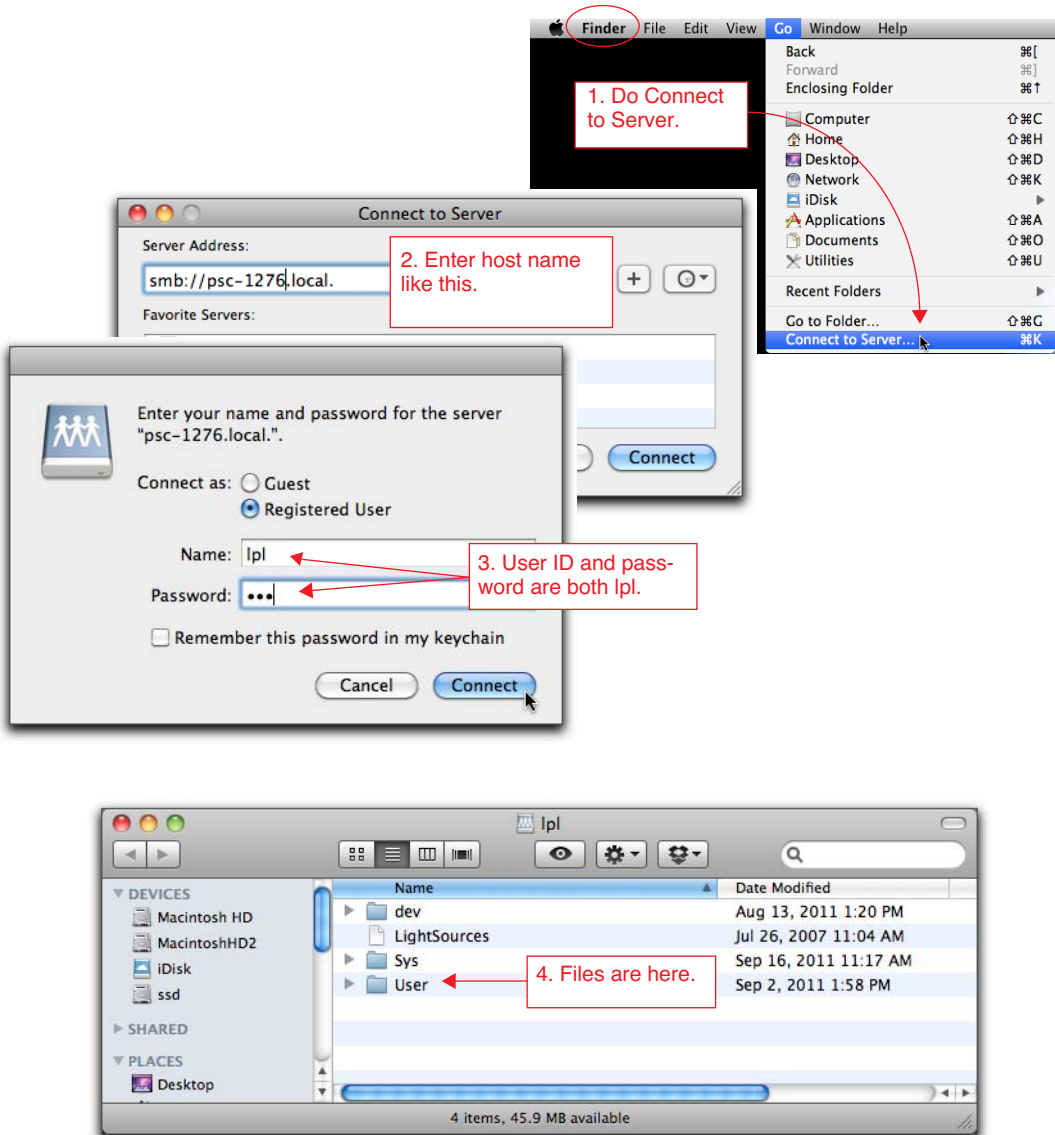 Finder File Edit View Go Window Help
Back ⌘[
Forward ⌘]
Enclosing Folder ⌘↑
Computer ⇧⌘C
Home ⇧⌘H
Desktop ⇧⌘D
Network ⇧⌘K
iDisk
Applications ⇧⌘A
Documents ⇧⌘O
Utilities ⇧⌘U
Recent Folders
Go to Folder... ⇧⌘G
Connect to Server... ⌘K
1. Do Connect
to Server.
Connect to Server
Server Address:
smb://psc-1276.local.
2. Enter host name
like this.
Favorite Servers:
Connect
Enter your name and password for the server
"psc-1276.local.".
Connect as: Guest
Registered User
Name: lpl
Password: •••
3. User ID and pass-
word are both lpl.
Remember this password in my keychain
Cancel Connect
lpl
DEVICES
Macintosh HD
MacintoshHD2
iDisk
ssd
SHARED
PLACES
Desktop
Name Date Modified
dev Aug 13, 2011 1:20 PM
LightSources Jul 26, 2007 11:04 AM
Sys Sep 16, 2011 11:17 AM
User Sep 2, 2011 1:58 PM
4. Files are here.
4 items, 45.9 MB available